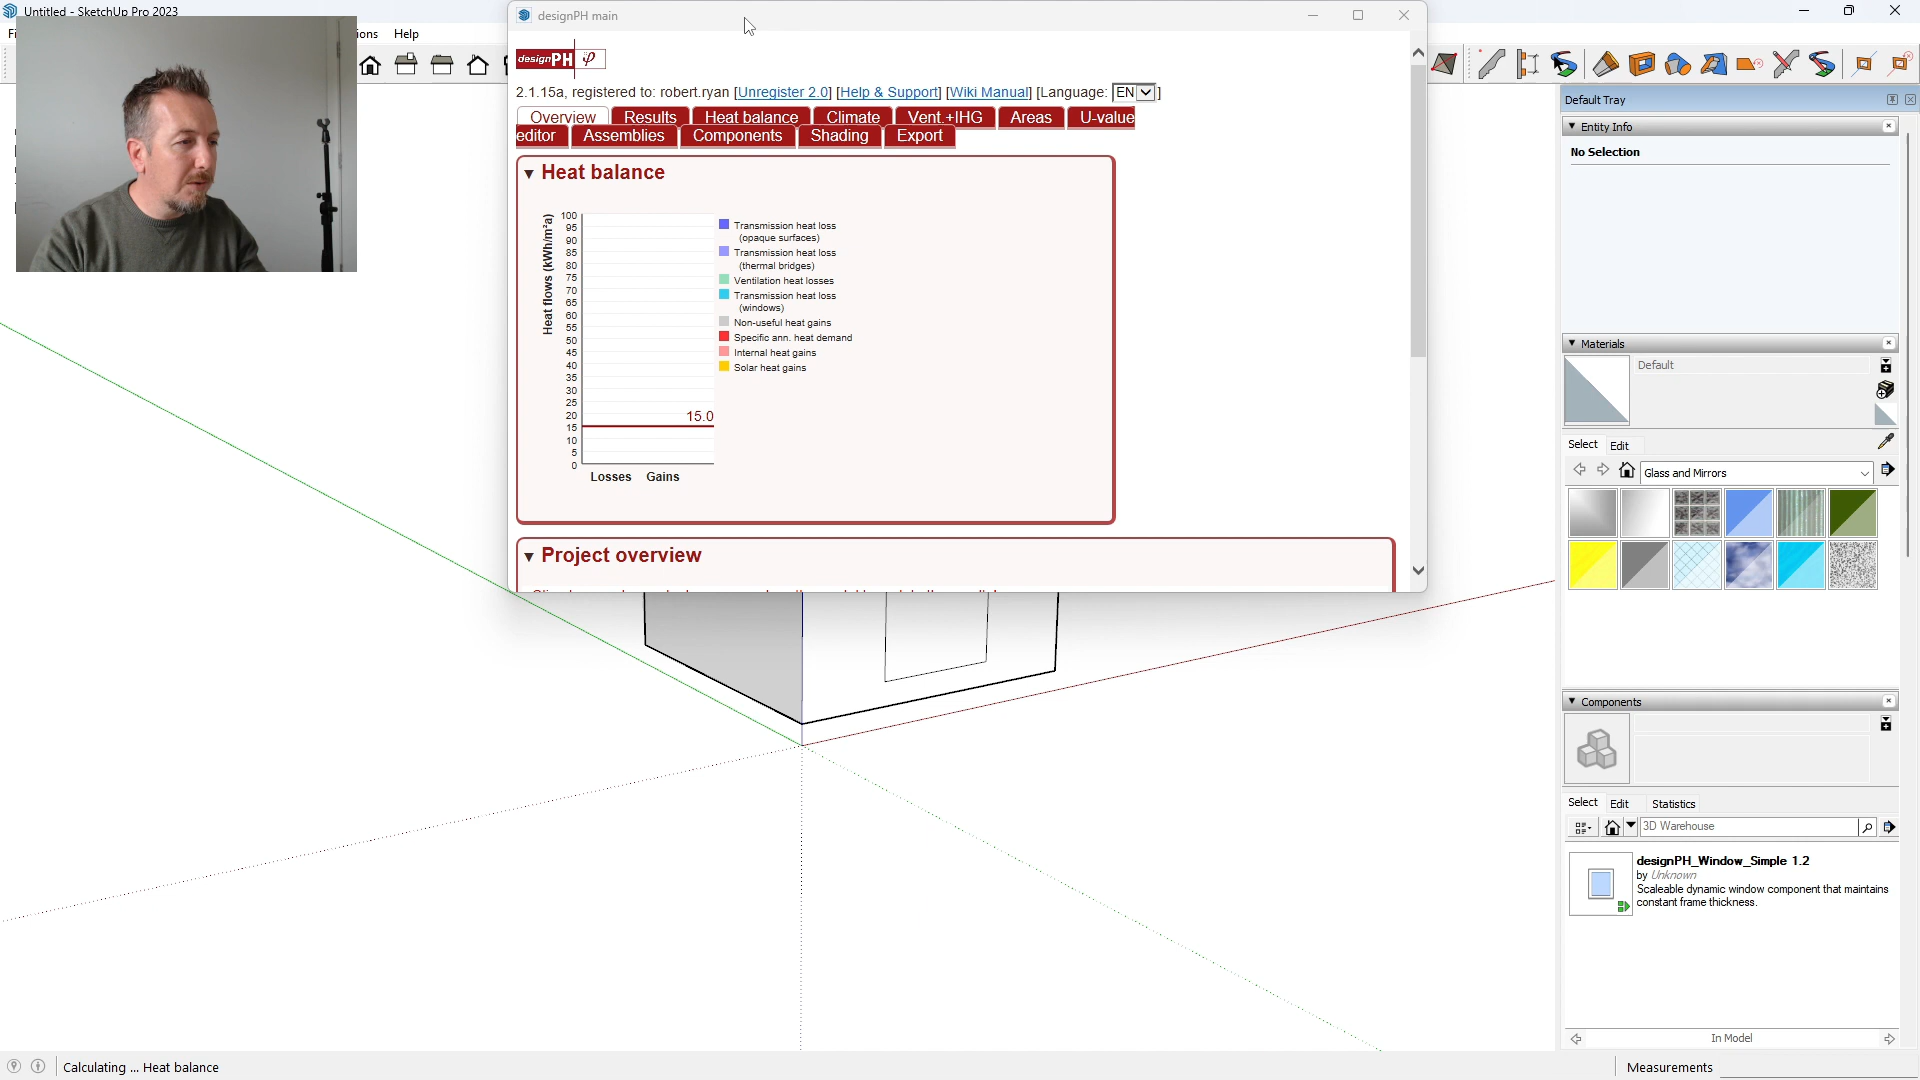 Untitled - SketchUp Pro 2023
ions Help
designPH main
designPH
2.1.15a, registered to: robert.ryan [Unregister 2.0] [Help & Support] [Wiki Manual] [Language: EN]
Overview Results Heat balance Climate Vent.+IHG Areas U-value
editor Assemblies Components Shading Export
Heat balance
Heat flows (kWh/m²a)
100
95
90
85
80
75
70
65
60
55
50
45
40
35
30
25
20
15
10
5
0
15.0
Losses Gains
Transmission heat loss
(opaque surfaces)
Transmission heat loss
(thermal bridges)
Ventilation heat losses
Transmission heat loss
(windows)
Non-useful heat gains
Specific ann. heat demand
Internal heat gains
Solar heat gains
Project overview
Default Tray
Entity Info
No Selection
Materials
Default
Select Edit
Glass and Mirrors
Components
Select Edit Statistics
3D Warehouse
designPH_Window_Simple 1.2
by Unknown
Scaleable dynamic window component that maintains
constant frame thickness.
In Model
Calculating ... Heat balance
Measurements